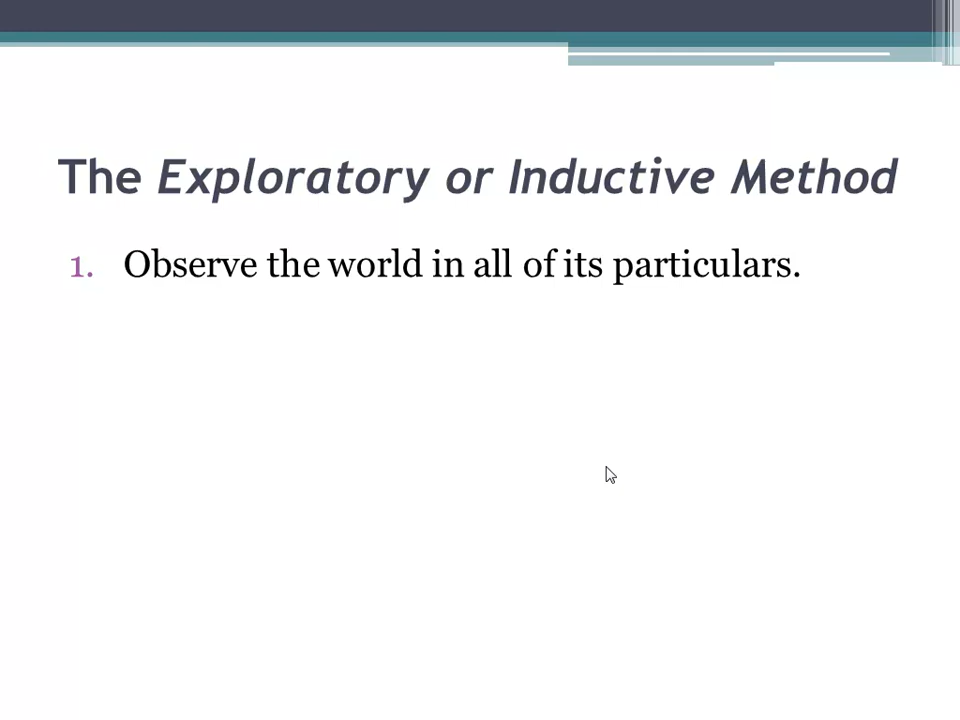 The Exploratory or Inductive Method
1. Observe the world in all of its particulars.